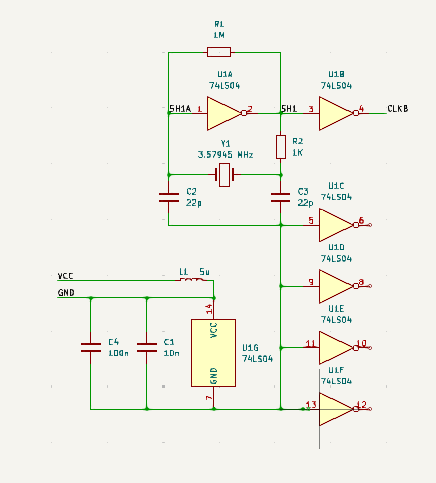 R1
1M
U1A
74LS04
U1B
74LS04
SH1A
1
2
SH1
3
4
CLKB
Y1
3.57945 MHz
R2
1K
C2
22p
C3
22p
U1C
74LS04
5
6
U1D
74LS04
9
8
VCC
L1 5u
GND
14
VCC
U1E
74LS04
11
10
C4
100n
C1
10n
U1G
74LS04
GND
7
U1F
74LS04
13
12